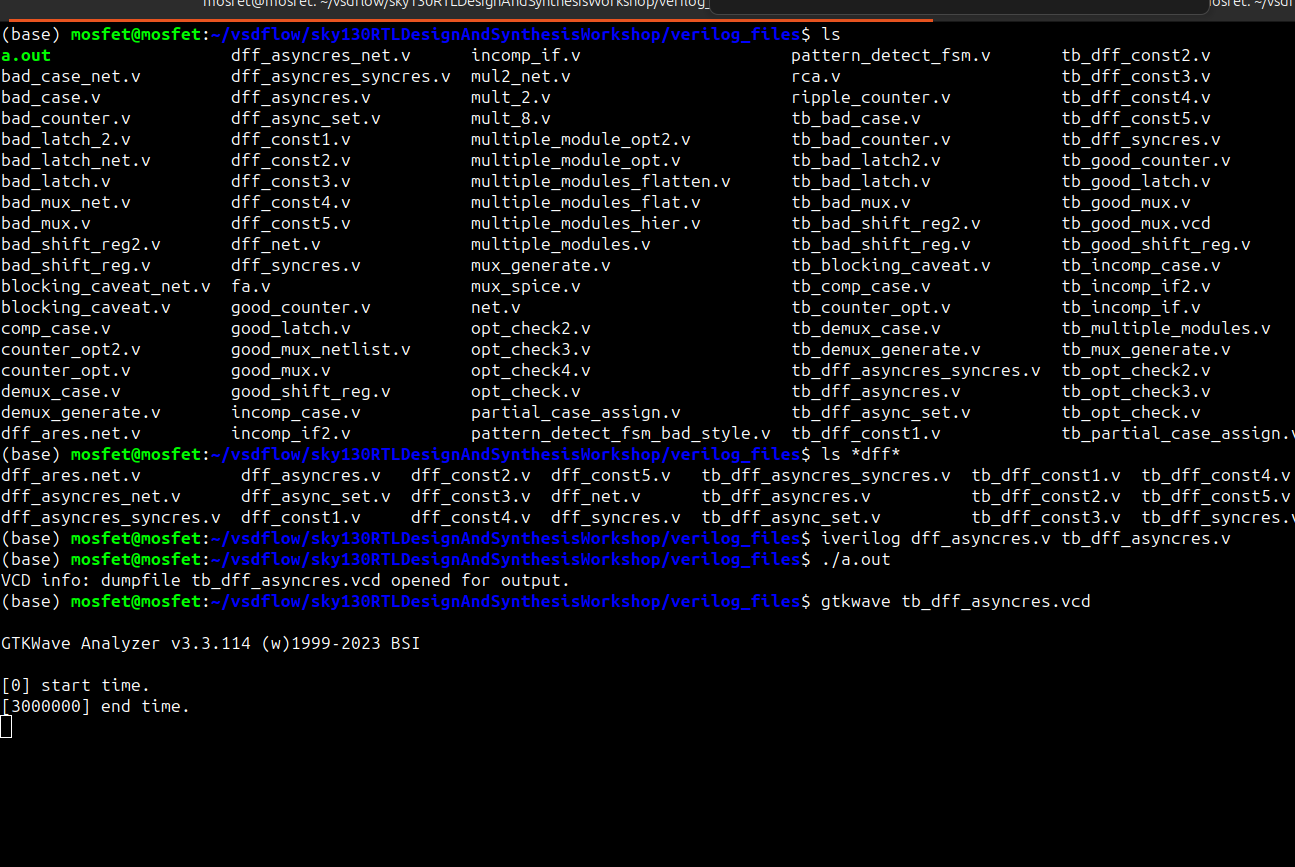 mosfet@mosfet: ~/vsdflow/sky130RTLDesignAndSynthesisWorkshop/verilog_ osfet: ~/vsdf
(base) mosfet@mosfet:~/vsdflow/sky130RTLDesignAndSynthesisWorkshop/verilog_files$ ls
a.out dff_asyncres_net.v incomp_if.v pattern_detect_fsm.v tb_dff_const2.v
bad_case_net.v dff_asyncres_syncres.v mul2_net.v rca.v tb_dff_const3.v
bad_case.v dff_asyncres.v mult_2.v ripple_counter.v tb_dff_const4.v
bad_counter.v dff_async_set.v mult_8.v tb_bad_case.v tb_dff_const5.v
bad_latch_2.v dff_const1.v multiple_module_opt2.v tb_bad_counter.v tb_dff_syncres.v
bad_latch_net.v dff_const2.v multiple_module_opt.v tb_bad_latch2.v tb_good_counter.v
bad_latch.v dff_const3.v multiple_modules_flatten.v tb_bad_latch.v tb_good_latch.v
bad_mux_net.v dff_const4.v multiple_modules_flat.v tb_bad_mux.v tb_good_mux.v
bad_mux.v dff_const5.v multiple_modules_hier.v tb_bad_shift_reg2.v tb_good_mux.vcd
bad_shift_reg2.v dff_net.v multiple_modules.v tb_bad_shift_reg.v tb_good_shift_reg.v
bad_shift_reg.v dff_syncres.v mux_generate.v tb_blocking_caveat.v tb_incomp_case.v
blocking_caveat_net.v fa.v mux_spice.v tb_comp_case.v tb_incomp_if2.v
blocking_caveat.v good_counter.v net.v tb_counter_opt.v tb_incomp_if.v
comp_case.v good_latch.v opt_check2.v tb_demux_case.v tb_multiple_modules.v
counter_opt2.v good_mux_netlist.v opt_check3.v tb_demux_generate.v tb_mux_generate.v
counter_opt.v good_mux.v opt_check4.v tb_dff_asyncres_syncres.v tb_opt_check2.v
demux_case.v good_shift_reg.v opt_check.v tb_dff_asyncres.v tb_opt_check3.v
demux_generate.v incomp_case.v partial_case_assign.v tb_dff_async_set.v tb_opt_check.v
dff_ares.net.v incomp_if2.v pattern_detect_fsm_bad_style.v tb_dff_const1.v tb_partial_case_assign.v
(base) mosfet@mosfet:~/vsdflow/sky130RTLDesignAndSynthesisWorkshop/verilog_files$ ls *dff*
dff_ares.net.v dff_asyncres.v dff_const2.v dff_const5.v tb_dff_asyncres_syncres.v tb_dff_const1.v tb_dff_const4.v
dff_asyncres_net.v dff_async_set.v dff_const3.v dff_net.v tb_dff_asyncres.v tb_dff_const2.v tb_dff_const5.v
dff_asyncres_syncres.v dff_const1.v dff_const4.v dff_syncres.v tb_dff_async_set.v tb_dff_const3.v tb_dff_syncres.v
(base) mosfet@mosfet:~/vsdflow/sky130RTLDesignAndSynthesisWorkshop/verilog_files$ iverilog dff_asyncres.v tb_dff_asyncres.v
(base) mosfet@mosfet:~/vsdflow/sky130RTLDesignAndSynthesisWorkshop/verilog_files$ ./a.out
VCD info: dumpfile tb_dff_asyncres.vcd opened for output.
(base) mosfet@mosfet:~/vsdflow/sky130RTLDesignAndSynthesisWorkshop/verilog_files$ gtkwave tb_dff_asyncres.vcd
GTKWave Analyzer v3.3.114 (w)1999-2023 BSI
[0] start time.
[3000000] end time.